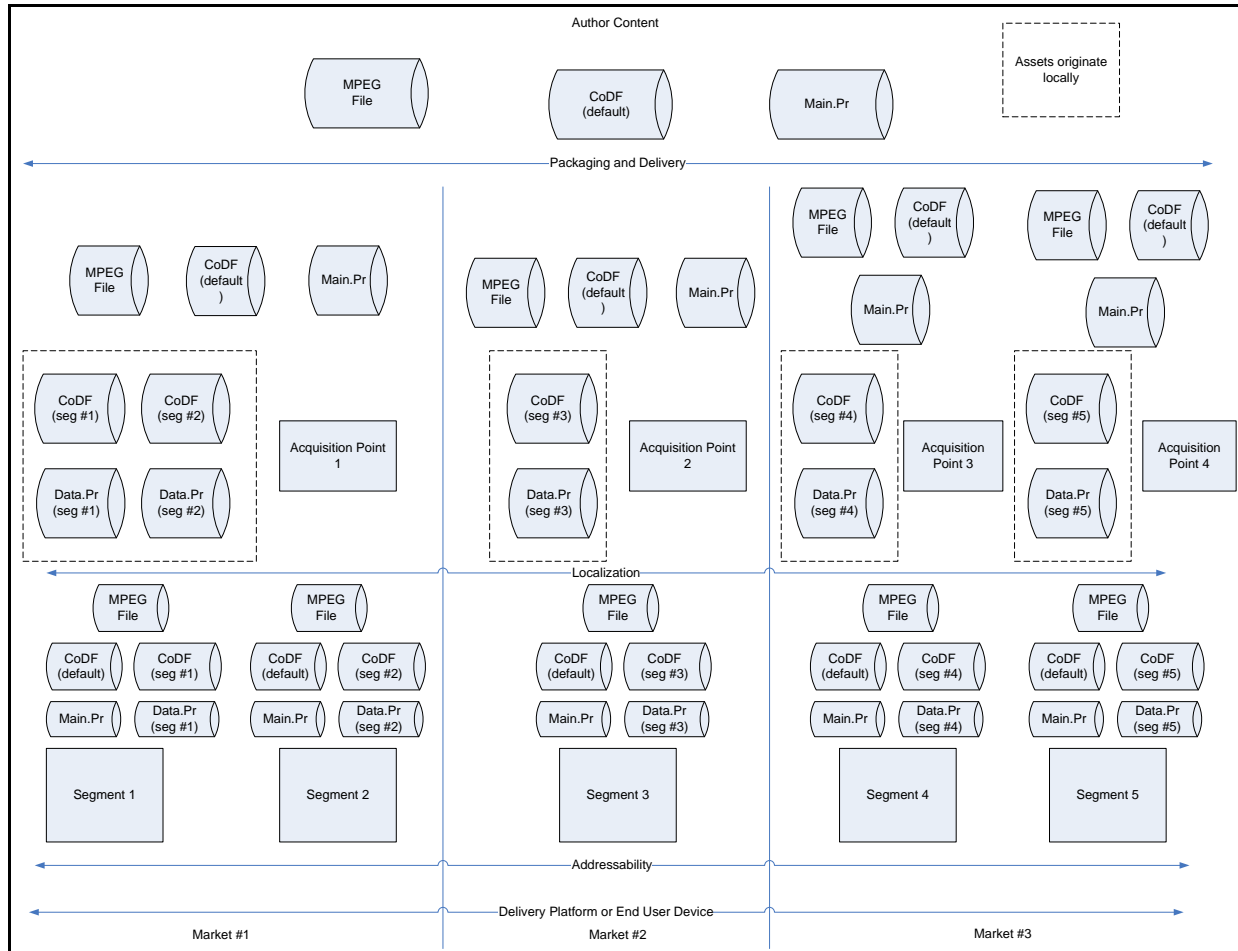 Author Content
Assets originate
locally
MPEG
File
CoDF
(default)
Main.Pr
Packaging and Delivery
MPEG
File
CoDF
(default
)
Main.Pr
MPEG
File
CoDF
(default)
Main.Pr
MPEG
File
CoDF
(default
)
Main.Pr
MPEG
File
CoDF
(default
)
Main.Pr
CoDF
(seg #1)
CoDF
(seg #2)
Data.Pr
(seg #1)
Data.Pr
(seg #2)
Acquisition Point
1
CoDF
(seg #3)
Data.Pr
(seg #3)
Acquisition Point
2
CoDF
(seg #4)
Data.Pr
(seg #4)
Acquisition
Point 3
CoDF
(seg #5)
Data.Pr
(seg #5)
Acquisition
Point 4
Localization
MPEG
File
CoDF
(default)
CoDF
(seg #1)
Main.Pr
Data.Pr
(seg #1)
Segment 1
MPEG
File
CoDF
(default)
CoDF
(seg #2)
Main.Pr
Data.Pr
(seg #2)
Segment 2
MPEG
File
CoDF
(default)
CoDF
(seg #3)
Main.Pr
Data.Pr
(seg #3)
Segment 3
MPEG
File
CoDF
(default)
CoDF
(seg #4)
Main.Pr
Data.Pr
(seg #4)
Segment 4
MPEG
File
CoDF
(default)
CoDF
(seg #5)
Main.Pr
Data.Pr
(seg #5)
Segment 5
Addressability
Delivery Platform or End User Device
Market #1
Market #2
Market #3